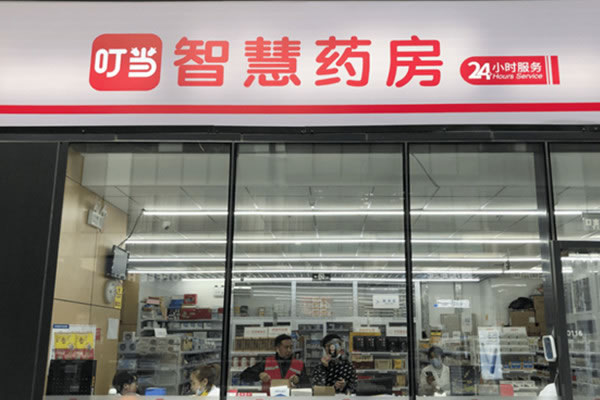 叮当
智慧药房
24小时服务
Hours Service